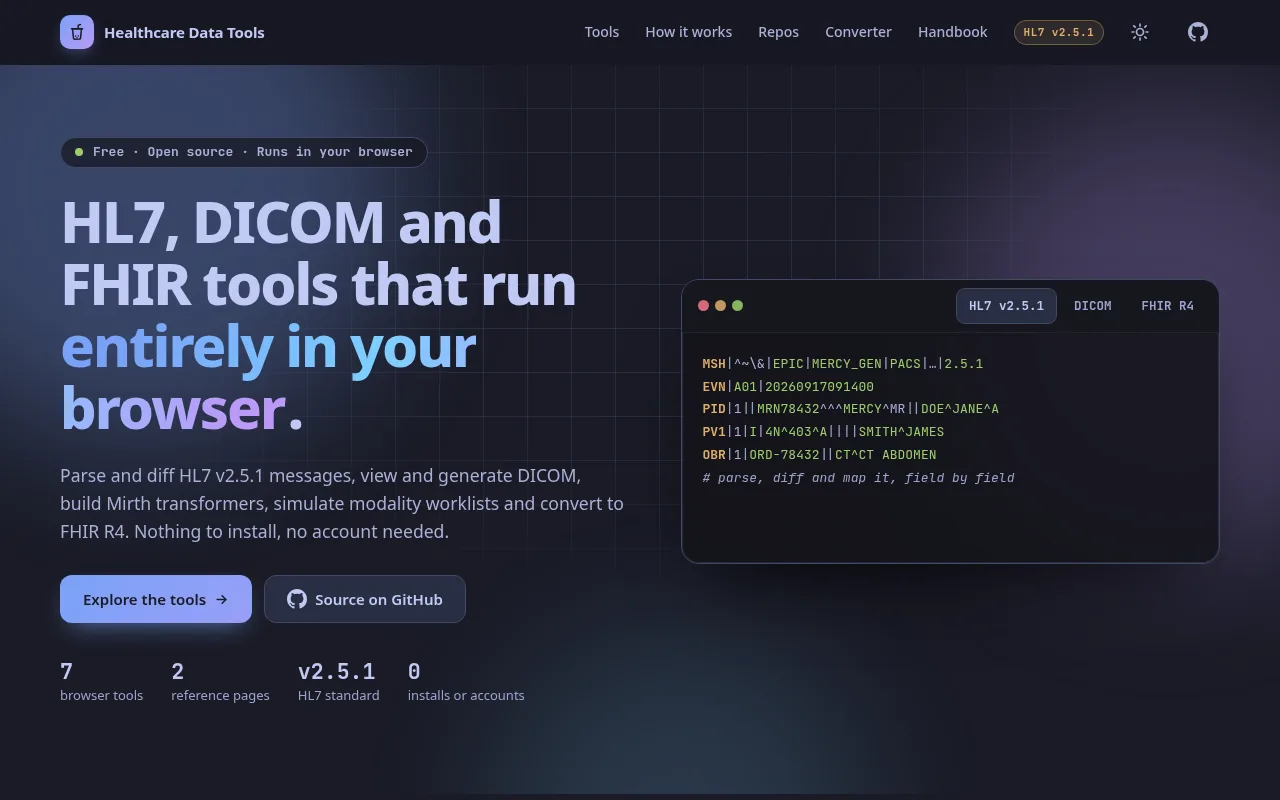 Healthcare Data Tools
Tools
How it works
Repos
Converter
Handbook
HL7 v2.5.1
Free · Open source · Runs in your browser
HL7, DICOM and
FHIR tools that run
entirely in your
browser.
Parse and diff HL7 v2.5.1 messages, view and generate DICOM,
build Mirth transformers, simulate modality worklists and convert to
FHIR R4. Nothing to install, no account needed.
Explore the tools →
Source on GitHub
7
browser tools
2
reference pages
v2.5.1
HL7 standard
0
installs or accounts
HL7 v2.5.1
DICOM
FHIR R4
MSH|^~\&|EPIC|MERCY_GEN|PACS|…|2.5.1
EVN|A01|20260917091400
PID|1||MRN78432^^^MERCY^MR||DOE^JANE^A
PV1|1|I|4N^403^A||||SMITH^JAMES
OBR|1|ORD-78432||CT^CT ABDOMEN
# parse, diff and map it, field by field